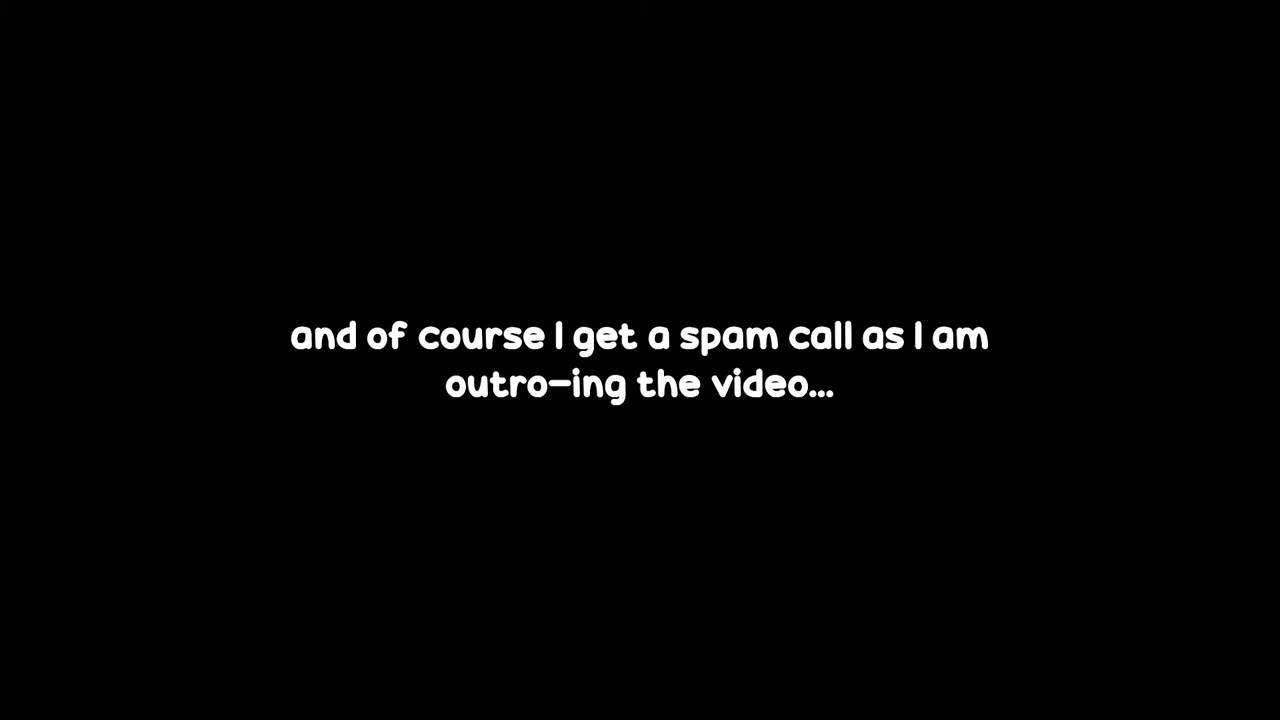 and of course I get a spam call as I am
outro-ing the video...